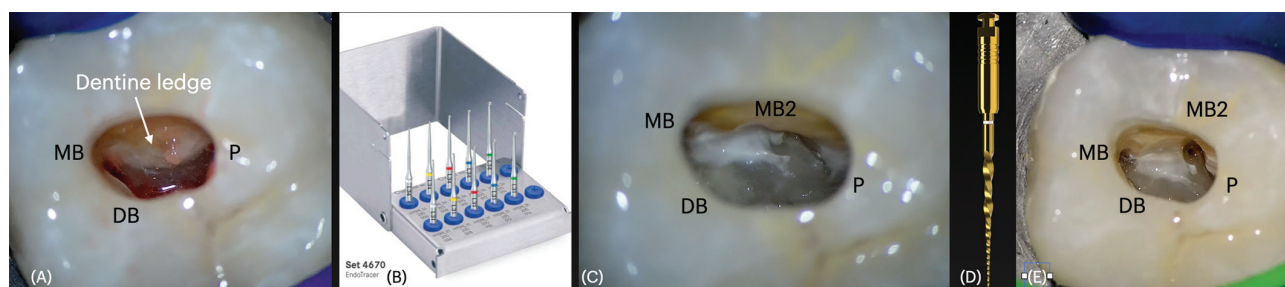 Dentine ledge
MB
P
DB
(A)
Set 4670
EndoTracer
(B)
MB
MB2
DB
P
(C)
(D)
MB2
MB
P
DB
(E)